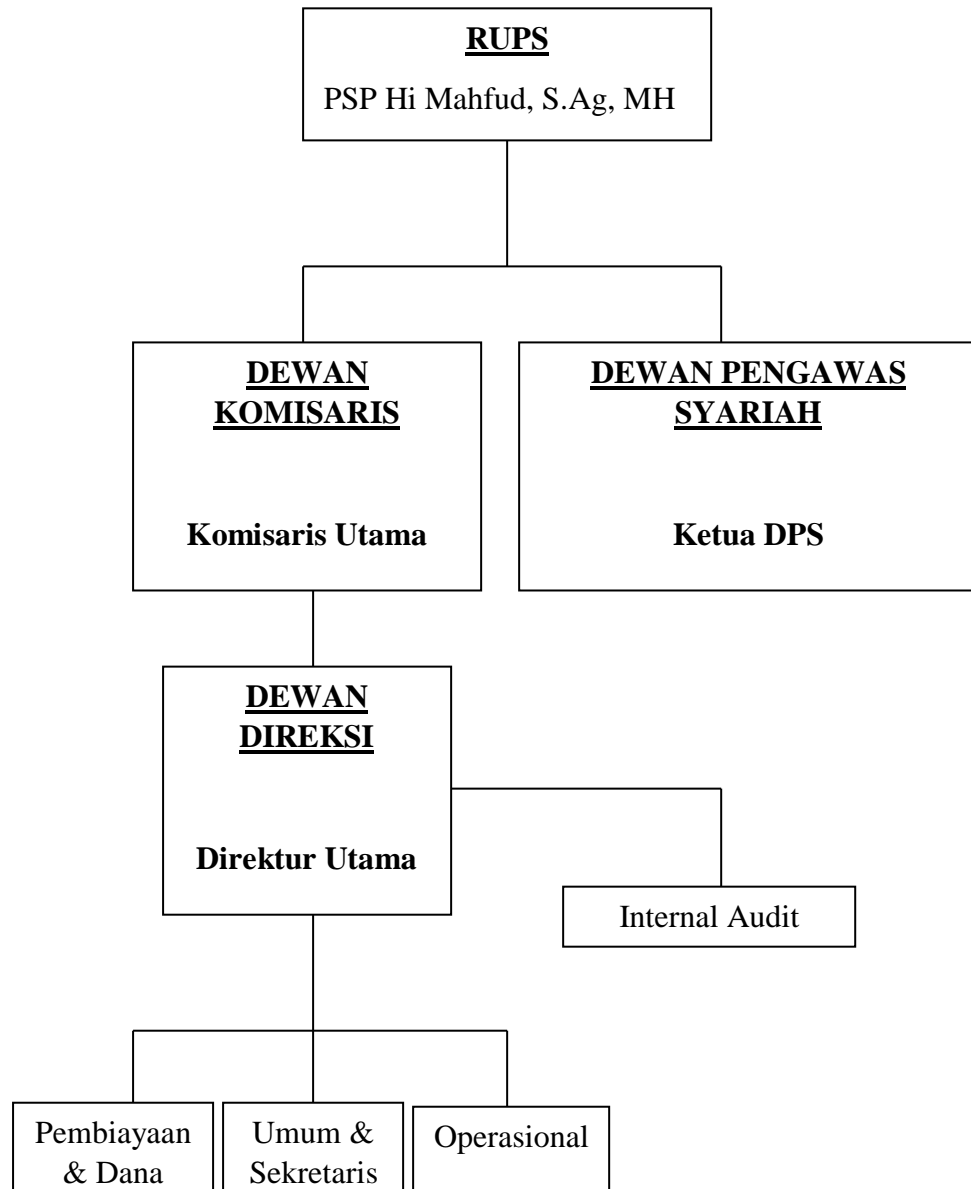 RUPS
PSP Hi Mahfud, S.Ag, MH
DEWAN
KOMISARIS
Komisaris Utama
DEWAN PENGAWAS
SYARIAH
Ketua DPS
DEWAN
DIREKSI
Direktur Utama
Internal Audit
Pembiayaan
& Dana
Umum &
Sekretaris
Operasional